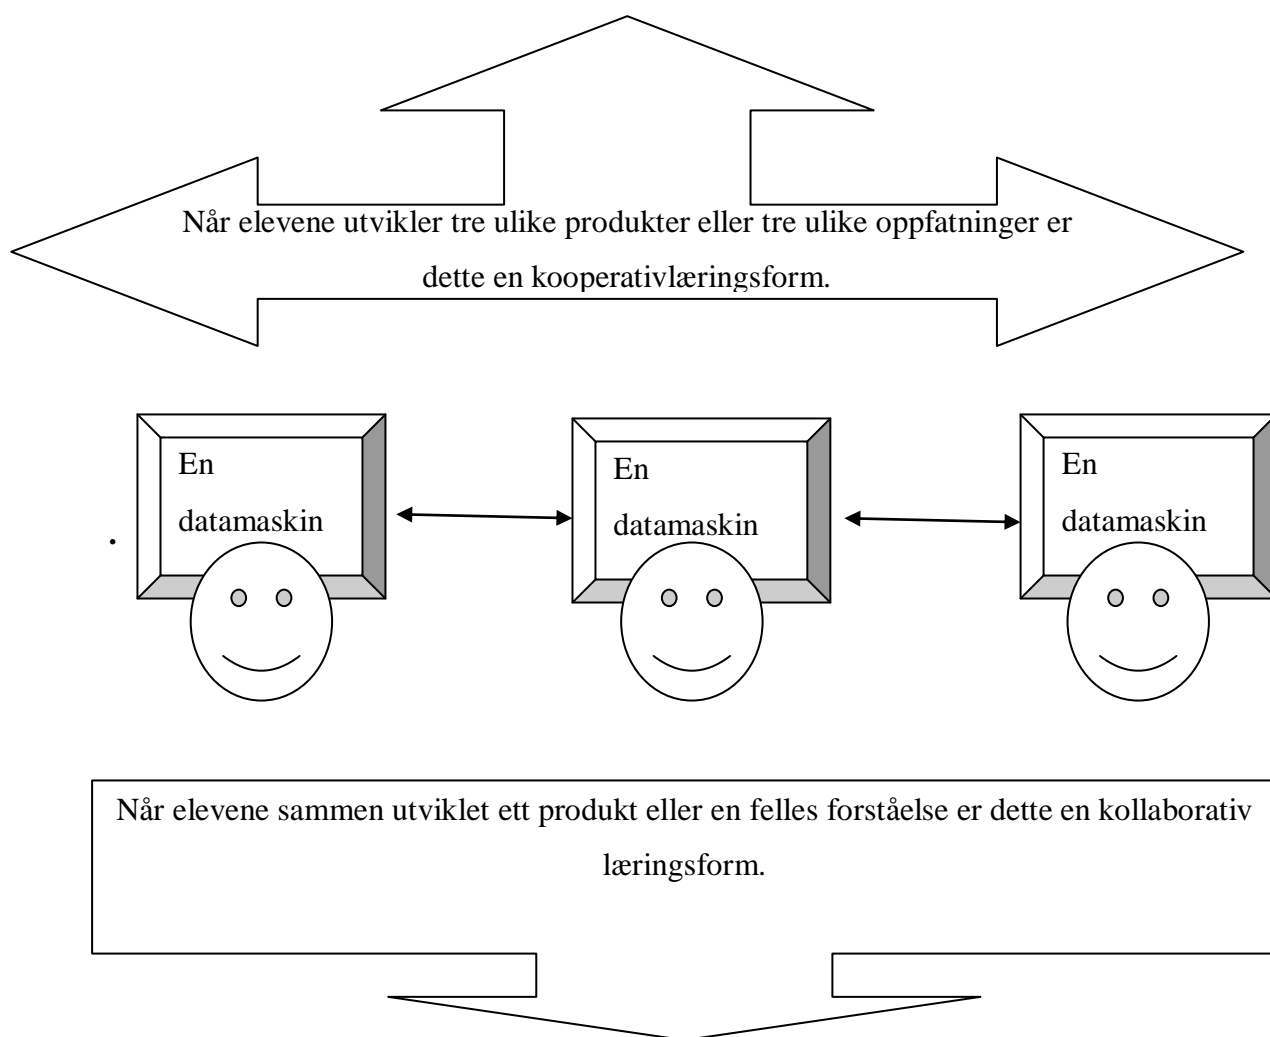 Når elevene utvikler tre ulike produkter eller tre ulike oppfatninger er
dette en kooperativlæringsform.
En
datamaskin
En
datamaskin
En
datamaskin
.
Når elevene sammen utviklet ett produkt eller en felles forståelse er dette en kollaborativ
læringsform.